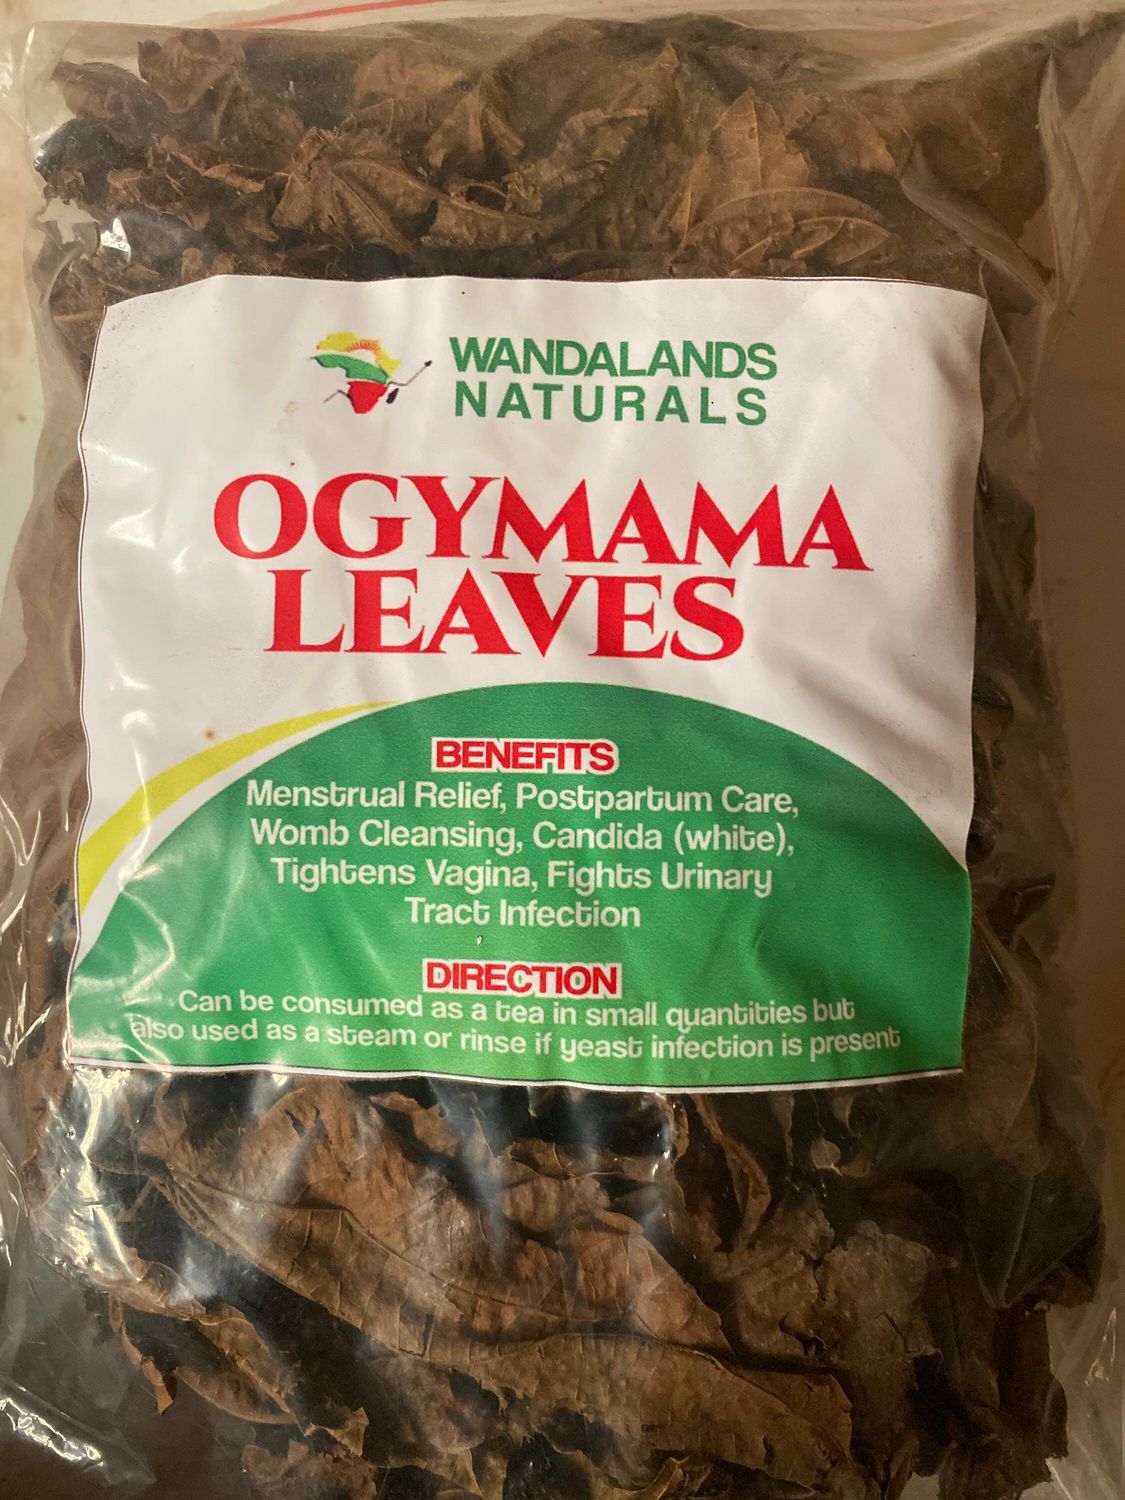 WANDALANDS
NATURALS
OGYMAMA
LEAVES
BENEFITS
Menstrual Relief, Postpartum Care,
Womb Cleansing, Candida (white),
Tightens Vagina, Fights Urinary
Tract Infection
DIRECTION
Can be consumed as a tea in small quantities but
also used as a steam or rinse if yeast infection is present